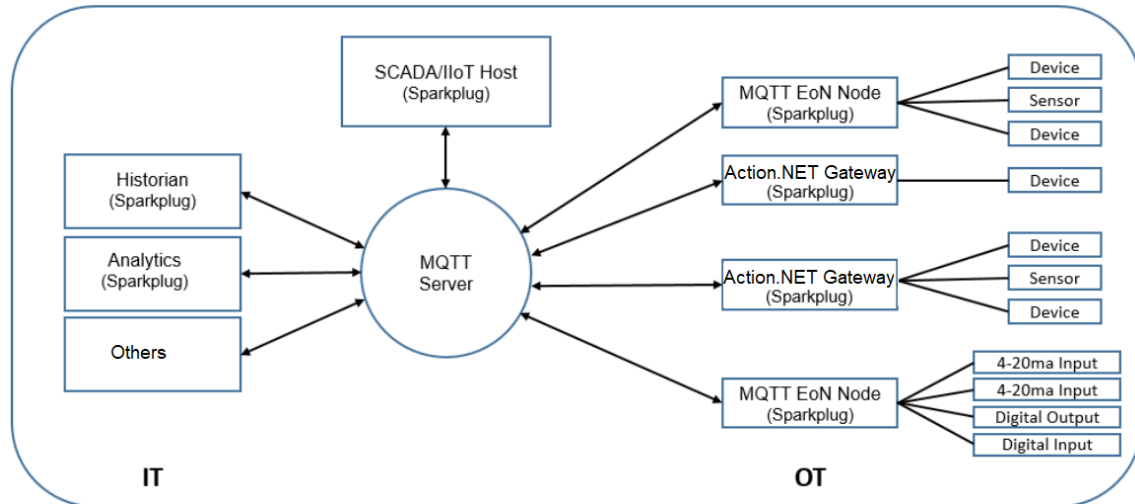 SCADA/IIoT Host
(Sparkplug)
Historian
(Sparkplug)
Analytics
(Sparkplug)
Others
MQTT
Server
MQTT EoN Node
(Sparkplug)
Device
Sensor
Device
Action.NET Gateway
(Sparkplug)
Device
Action.NET Gateway
(Sparkplug)
Device
Sensor
Device
MQTT EoN Node
(Sparkplug)
4-20ma Input
4-20ma Input
Digital Output
Digital Input
IT
OT